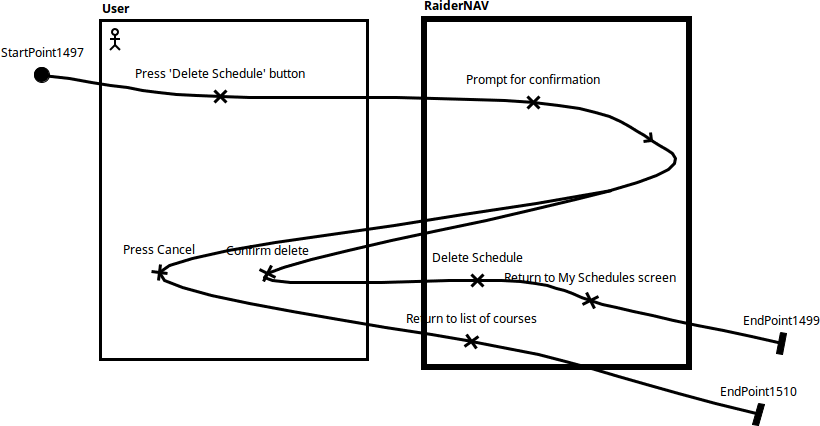 User
RaiderNAV
StartPoint1497
Press 'Delete Schedule' button
Prompt for confirmation
Press Cancel
Confirm delete
Delete Schedule
Return to My Schedules screen
Return to list of courses
EndPoint1499
EndPoint1510